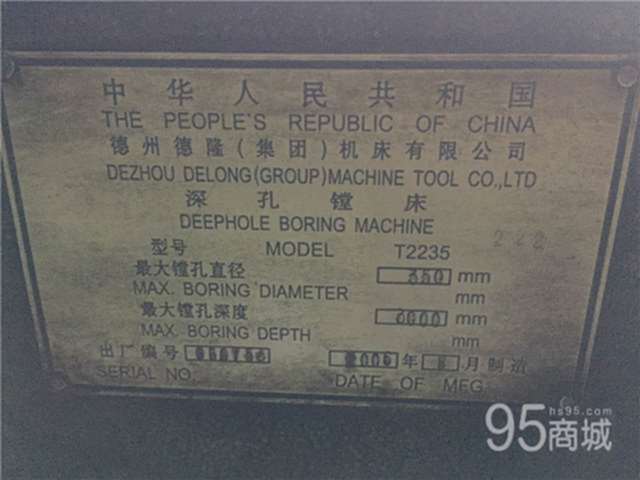 中华人民共和国
THE PEOPLE'S REPUBLIC OF CHINA
德州德隆(集团)机床有限公司
DEZHOU DELONG(GROUP)MACHINE TOOL CO.,LTD
深孔镗床
DEEPHOLE BORING MACHINE
型号 MODEL T2235
最大镗孔直径 350 mm
MAX. BORING DIAMETER mm
最大镗孔深度 mm
MAX. BORING DEPTH mm
出厂编号 年 月制造
SERIAL NO. DATE OF MEG.
95商城
hs95.com